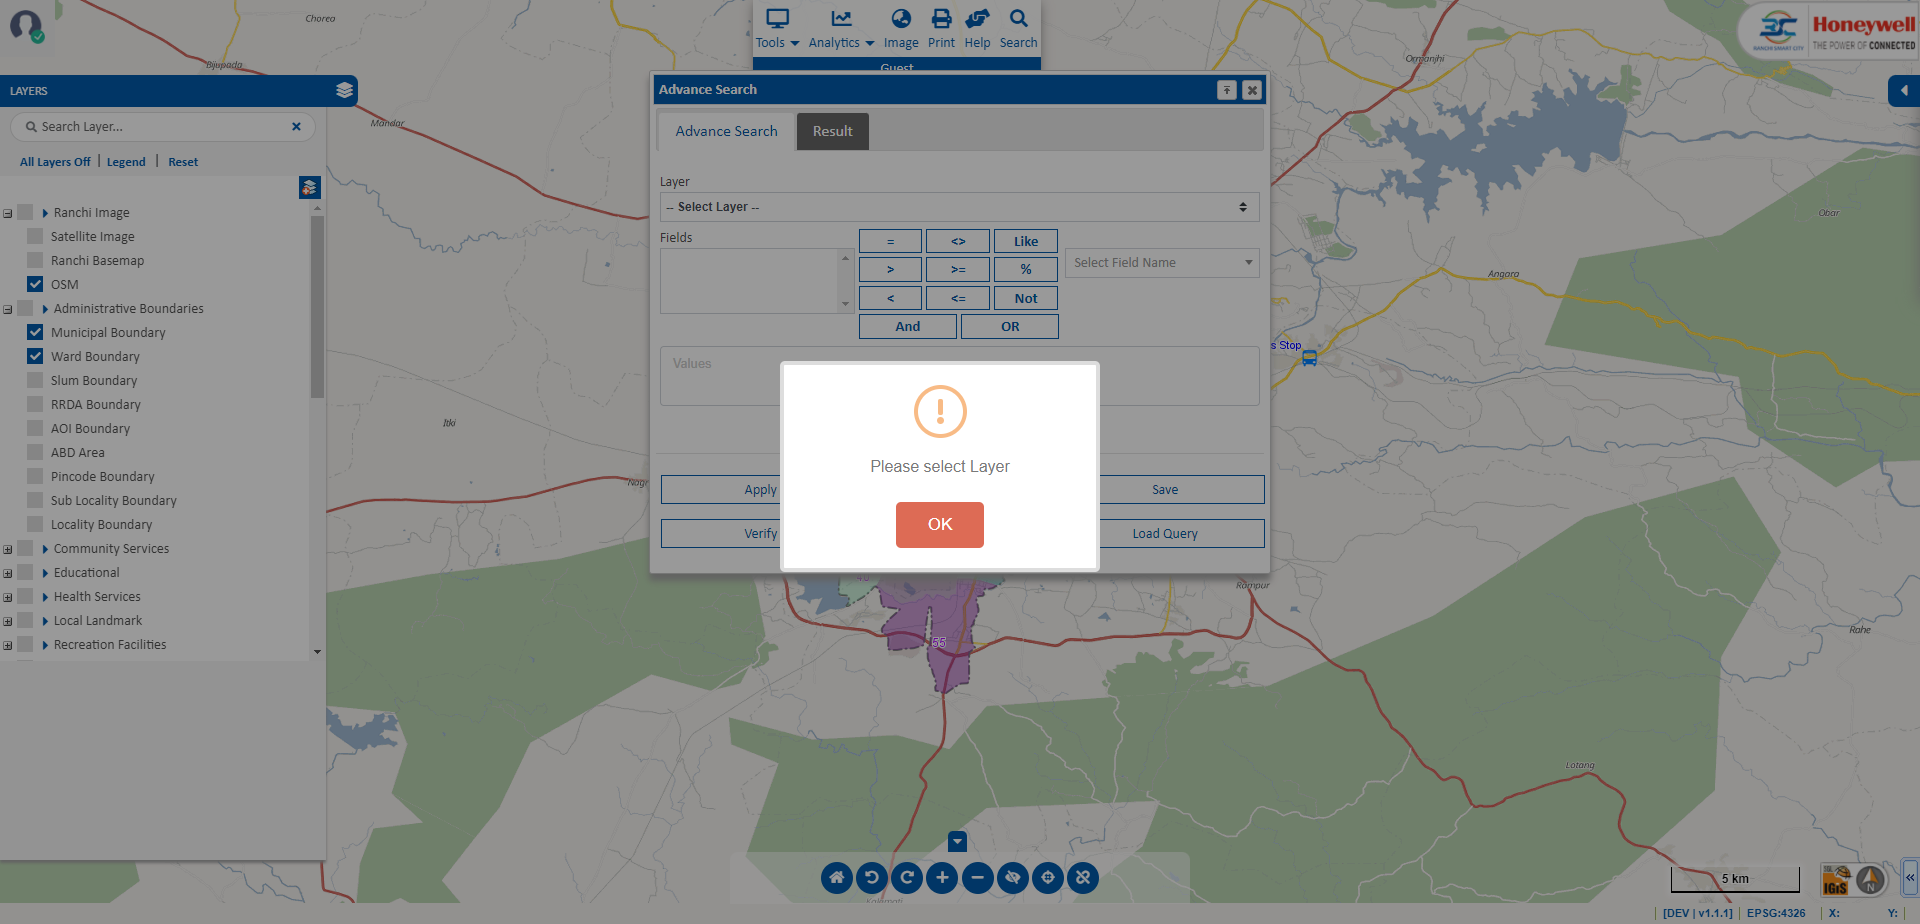 Chorea
Tools
Analytics
Image
Print
Help
Search
Guest
RANCHI SMART CITY
Honeywell
THE POWER OF CONNECTED
Bijupada
Ormanjhi
LAYERS
Advance Search
Search Layer...
Mandar
Advance Search
Result
All Layers Off
Legend
Reset
Layer
-- Select Layer --
Ranchi Image
Obar
Satellite Image
Fields
=
<>
Like
Ranchi Basemap
>
>=
%
Select Field Name
Angara
OSM
<
<=
Not
Administrative Boundaries
And
OR
Municipal Boundary
s Stop
Ward Boundary
Values
Slum Boundary
RRDA Boundary
AOI Boundary
Itki
ABD Area
!
Please select Layer
Pincode Boundary
Nagr
Apply
Save
Sub Locality Boundary
Locality Boundary
OK
Verify
Load Query
Community Services
Educational
Health Services
Rampur
Local Landmark
Rahe
Recreation Facilities
55
Lotang
5 km
IGiS
N
[DEV | v1.1.1]
EPSG:4326
X:
Y: